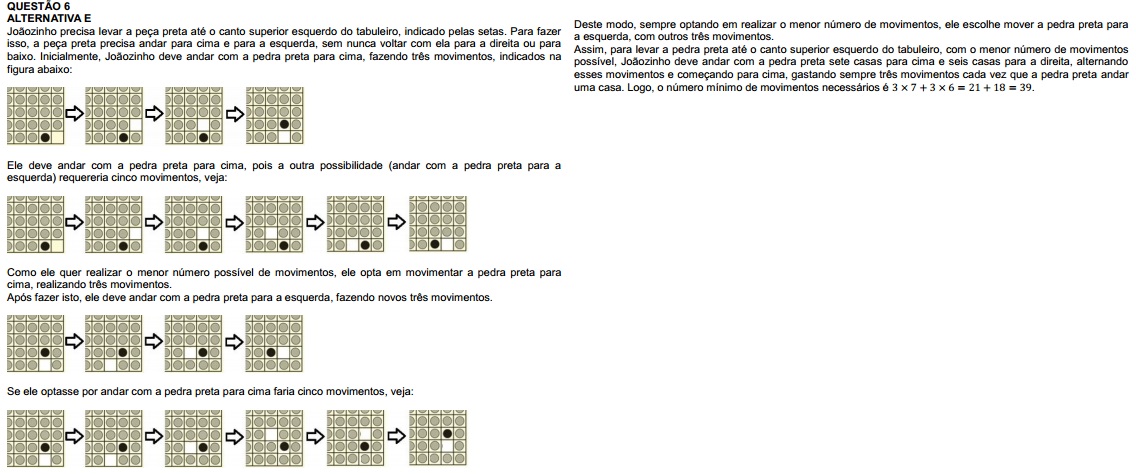 QUESTÃO 6
ALTERNATIVA E
Joãozinho precisa levar a peça preta até o canto superior esquerdo do tabuleiro, indicado pelas setas. Para fazer
isso, a peça preta precisa andar para cima e para a esquerda, sem nunca voltar com ela para a direita ou para
baixo. Inicialmente, Joãozinho deve andar com a pedra preta para cima, fazendo três movimentos, indicados na
figura abaixo:
Ele deve andar com a pedra preta para cima, pois a outra possibilidade (andar com a pedra preta para a
esquerda) requereria cinco movimentos, veja:
Como ele quer realizar o menor número possível de movimentos, ele opta em movimentar a pedra preta para
cima, realizando três movimentos.
Após fazer isto, ele deve andar com a pedra preta para a esquerda, fazendo novos três movimentos.
Se ele optasse por andar com a pedra preta para cima faria cinco movimentos, veja:
Deste modo, sempre optando em realizar o menor número de movimentos, ele escolhe mover a pedra preta para
a esquerda, com outros três movimentos.
Assim, para levar a pedra preta até o canto superior esquerdo do tabuleiro, com o menor número de movimentos
possível, Joãozinho deve andar com a pedra preta sete casas para cima e seis casas para a direita, alternando
esses movimentos e começando para cima, gastando sempre três movimentos cada vez que a pedra preta andar
uma casa. Logo, o número mínimo de movimentos necessários é 3 × 7 + 3 × 6 = 21 + 18 = 39.